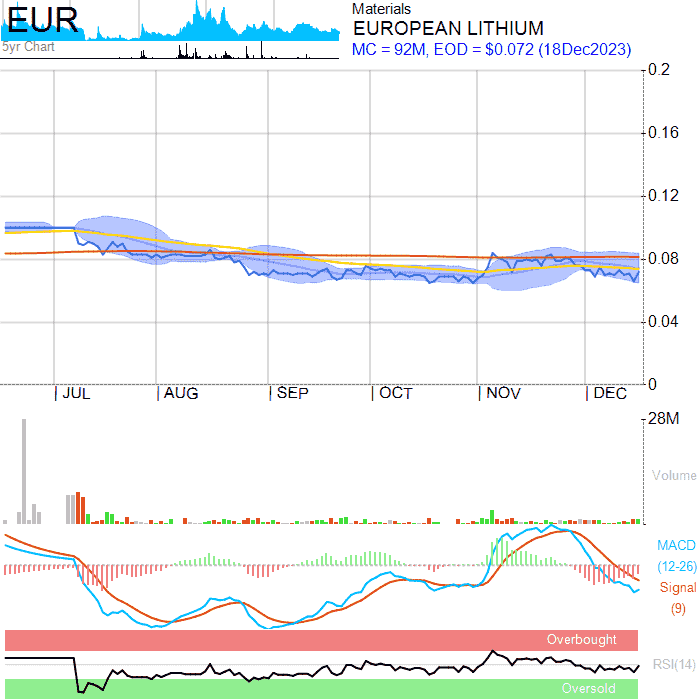 EUR
5yr Chart
Materials
EUROPEAN LITHIUM
MC = 92M, EOD = $0.072 (18Dec2023)
0.2
0.16
0.12
0.08
0.04
0
JUL AUG SEP OCT NOV DEC
28M
Volume
MACD
(12-26)
Signal
(9)
Overbought
RSI(14)
Oversold